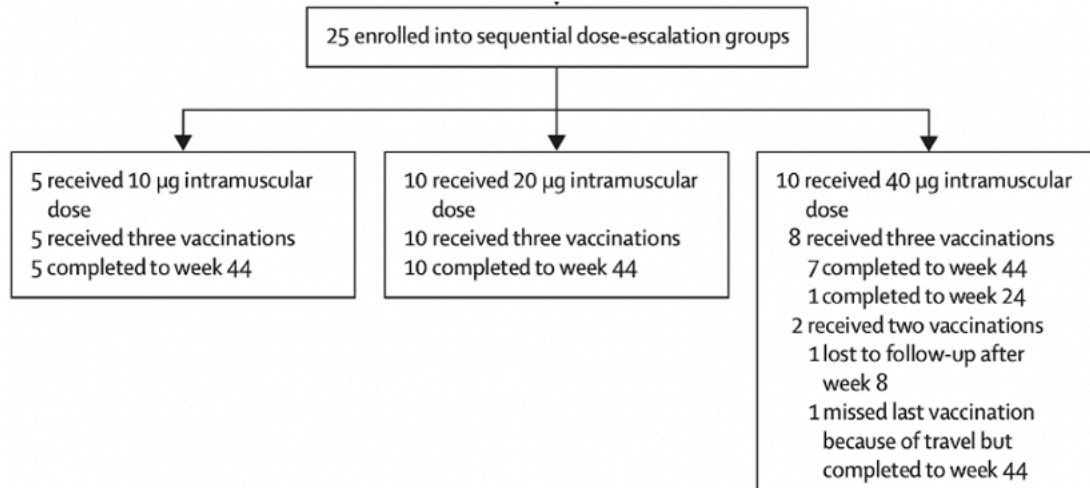 25 enrolled into sequential dose-escalation groups
5 received 10 µg intramuscular
dose
5 received three vaccinations
5 completed to week 44
10 received 20 µg intramuscular
dose
10 received three vaccinations
10 completed to week 44
10 received 40 µg intramuscular
dose
8 received three vaccinations
7 completed to week 44
1 completed to week 24
2 received two vaccinations
1 lost to follow-up after
week 8
1 missed last vaccination
because of travel but
completed to week 44